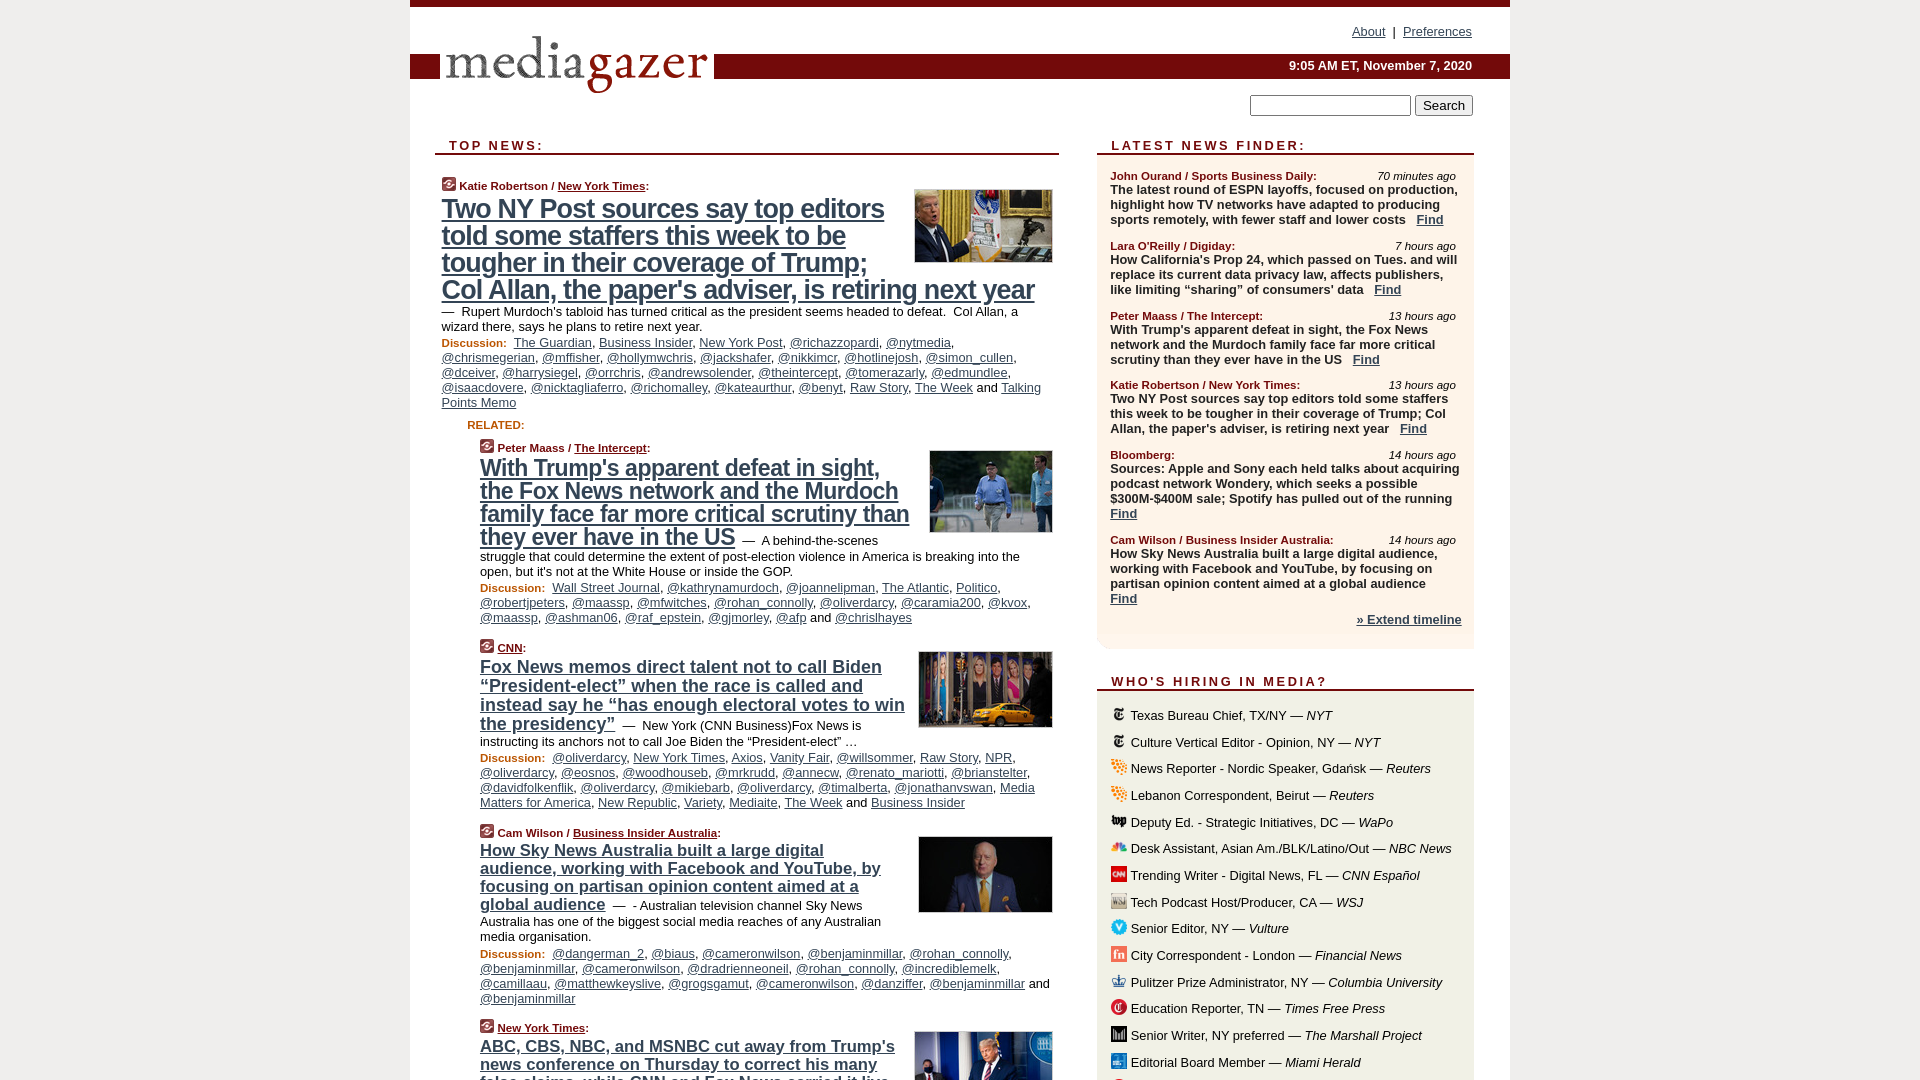 About | Preferences
mediagazer
9:05 AM ET, November 7, 2020
Search
TOP NEWS:
Katie Robertson / New York Times:
Two NY Post sources say top editors
told some staffers this week to be
tougher in their coverage of Trump;
Col Allan, the paper's adviser, is retiring next year
— Rupert Murdoch's tabloid has turned critical as the president seems headed to defeat. Col Allan, a
wizard there, says he plans to retire next year.
Discussion: The Guardian, Business Insider, New York Post, @richazzopardi, @nytmedia,
@chrismegerian, @mffisher, @hollymwchris, @jackshafer, @nikkimcr, @hotlinejosh, @simon_cullen,
@dceiver, @harrysiegel, @orrchris, @andrewsolender, @theintercept, @tomerazarly, @edmundlee,
@isaacdovere, @nicktagliaferro, @richomalley, @kateaurthur, @benyt, Raw Story, The Week and Talking
Points Memo
RELATED:
Peter Maass / The Intercept:
With Trump's apparent defeat in sight,
the Fox News network and the Murdoch
family face far more critical scrutiny than
they ever have in the US — A behind-the-scenes
struggle that could determine the extent of post-election violence in America is breaking into the
open, but it's not at the White House or inside the GOP.
Discussion: Wall Street Journal, @kathrynamurdoch, @joannelipman, The Atlantic, Politico,
@robertjpeters, @maassp, @mfwitches, @rohan_connolly, @oliverdarcy, @caramia200, @kvox,
@maassp, @ashman06, @raf_epstein, @gjmorley, @afp and @chrislhayes
CNN:
Fox News memos direct talent not to call Biden
“President-elect” when the race is called and
instead say he “has enough electoral votes to win
the presidency” — New York (CNN Business)Fox News is
instructing its anchors not to call Joe Biden the “President-elect” …
Discussion: @oliverdarcy, New York Times, Axios, Vanity Fair, @willsommer, Raw Story, NPR,
@oliverdarcy, @eosnos, @woodhouseb, @mrkrudd, @annecw, @renato_mariotti, @brianstelter,
@davidfolkenflik, @oliverdarcy, @mikiebarb, @oliverdarcy, @timalberta, @jonathanvswan, Media
Matters for America, New Republic, Variety, Mediaite, The Week and Business Insider
Cam Wilson / Business Insider Australia:
How Sky News Australia built a large digital
audience, working with Facebook and YouTube, by
focusing on partisan opinion content aimed at a
global audience — - Australian television channel Sky News
Australia has one of the biggest social media reaches of any Australian
media organisation.
Discussion: @dangerman_2, @biaus, @cameronwilson, @benjaminmillar, @rohan_connolly,
@benjaminmillar, @cameronwilson, @dradrienneoneil, @rohan_connolly, @incrediblemelk,
@camillaau, @matthewkeyslive, @grogsgamut, @cameronwilson, @danziffer, @benjaminmillar and
@benjaminmillar
New York Times:
ABC, CBS, NBC, and MSNBC cut away from Trump's
news conference on Thursday to correct his many
false claims, while CNN and Fox News carried it live
LATEST NEWS FINDER:
John Ourand / Sports Business Daily: 70 minutes ago
The latest round of ESPN layoffs, focused on production,
highlight how TV networks have adapted to producing
sports remotely, with fewer staff and lower costs Find
Lara O'Reilly / Digiday: 7 hours ago
How California's Prop 24, which passed on Tues. and will
replace its current data privacy law, affects publishers,
like limiting “sharing” of consumers' data Find
Peter Maass / The Intercept: 13 hours ago
With Trump's apparent defeat in sight, the Fox News
network and the Murdoch family face far more critical
scrutiny than they ever have in the US Find
Katie Robertson / New York Times: 13 hours ago
Two NY Post sources say top editors told some staffers
this week to be tougher in their coverage of Trump; Col
Allan, the paper's adviser, is retiring next year Find
Bloomberg: 14 hours ago
Sources: Apple and Sony each held talks about acquiring
podcast network Wondery, which seeks a possible
$300M-$400M sale; Spotify has pulled out of the running
Find
Cam Wilson / Business Insider Australia: 14 hours ago
How Sky News Australia built a large digital audience,
working with Facebook and YouTube, by focusing on
partisan opinion content aimed at a global audience
Find
» Extend timeline
WHO'S HIRING IN MEDIA?
Texas Bureau Chief, TX/NY — NYT
Culture Vertical Editor - Opinion, NY — NYT
News Reporter - Nordic Speaker, Gdańsk — Reuters
Lebanon Correspondent, Beirut — Reuters
Deputy Ed. - Strategic Initiatives, DC — WaPo
Desk Assistant, Asian Am./BLK/Latino/Out — NBC News
Trending Writer - Digital News, FL — CNN Español
Tech Podcast Host/Producer, CA — WSJ
Senior Editor, NY — Vulture
City Correspondent - London — Financial News
Pulitzer Prize Administrator, NY — Columbia University
Education Reporter, TN — Times Free Press
Senior Writer, NY preferred — The Marshall Project
Editorial Board Member — Miami Herald